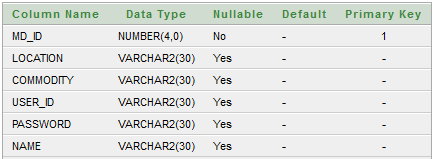 Column Name Data Type Nullable Default Primary Key
MD_ID NUMBER(4,0) No - 1
LOCATION VARCHAR2(30) Yes - -
COMMODITY VARCHAR2(30) Yes - -
USER_ID VARCHAR2(30) Yes - -
PASSWORD VARCHAR2(30) Yes - -
NAME VARCHAR2(30) Yes - -